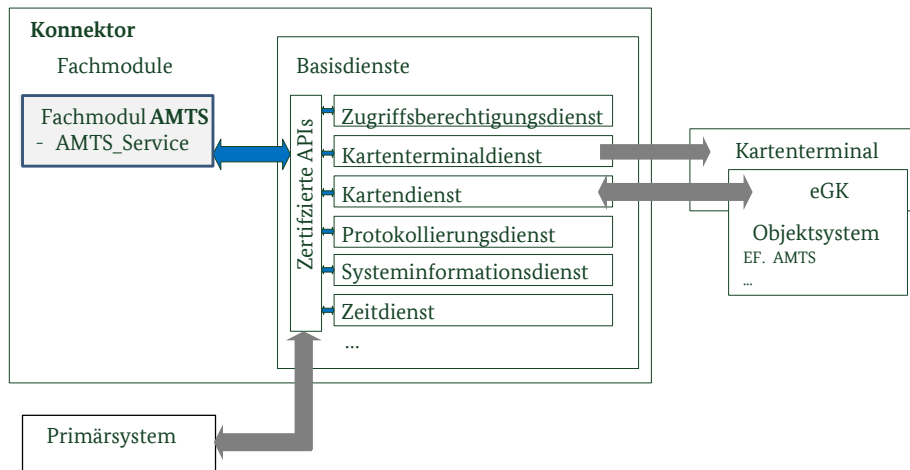 Konnektor
Fachmodule
Basisdienste
Fachmodul AMTS
- AMTS_Service
Zertifzierte APIs
Zugriffsberechtigungsdienst
Kartenterminaldienst
Kartendienst
Protokollierungsdienst
Systeminformationsdienst
Zeitdienst
...
Kartenterminal
eGK
Objektsystem
EF. AMTS
...
Primärsystem